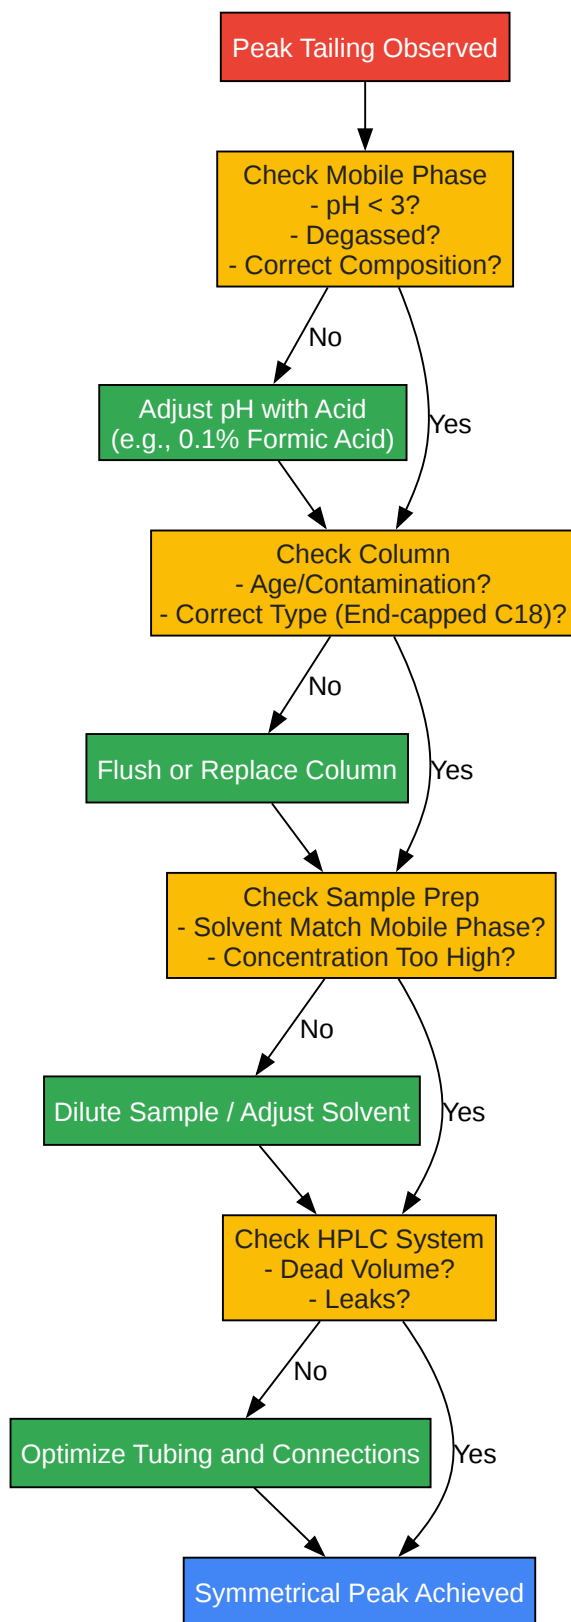 Peak Tailing Observed
Check Mobile Phase
- pH < 3?
- Degassed?
- Correct Composition?
No
Adjust pH with Acid
(e.g., 0.1% Formic Acid)
Yes
Check Column
- Age/Contamination?
- Correct Type (End-capped C18)?
No
Flush or Replace Column
Yes
Check Sample Prep
- Solvent Match Mobile Phase?
- Concentration Too High?
No
Dilute Sample / Adjust Solvent
Yes
Check HPLC System
- Dead Volume?
- Leaks?
No
Optimize Tubing and Connections
Yes
Symmetrical Peak Achieved